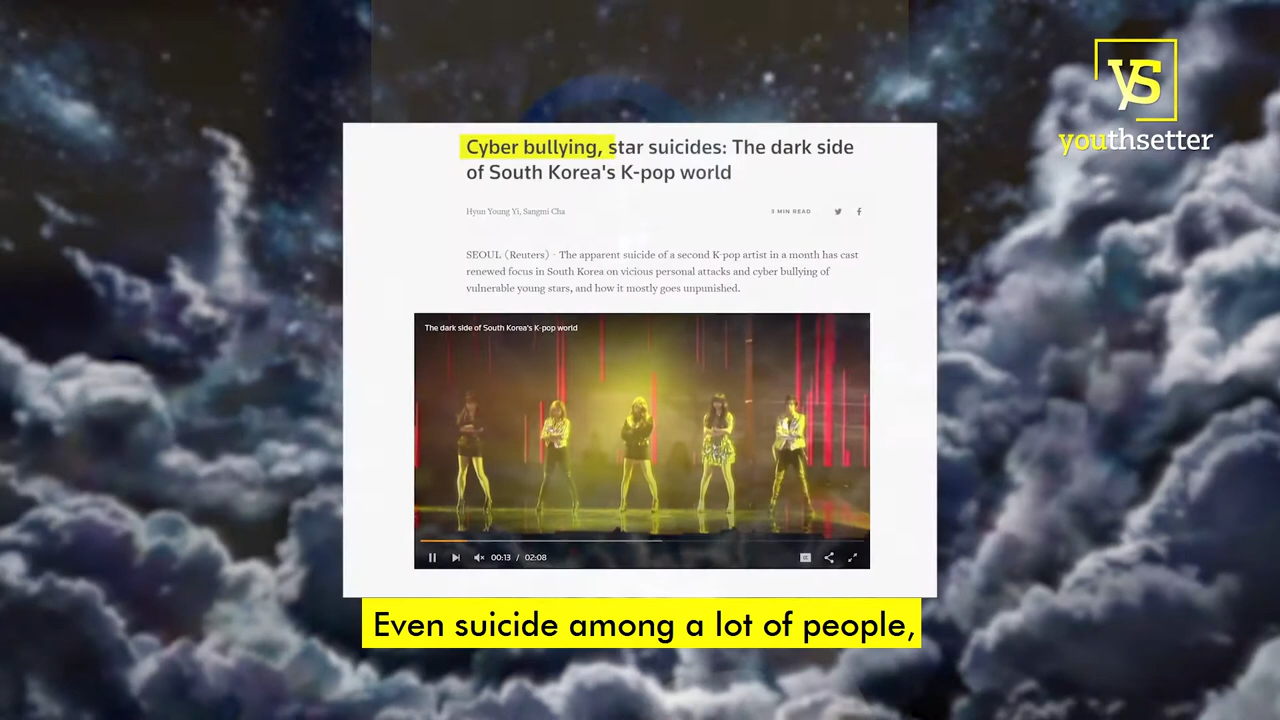 YS
youthsetter
Cyber bullying, star suicides: The dark side
of South Korea's K-pop world
Hyun Young Yi, Sangmi Cha
3 MIN READ
SEOUL (Reuters) - The apparent suicide of a second K-pop artist in a month has cast
renewed focus in South Korea on vicious personal attacks and cyber bullying of
vulnerable young stars, and how it mostly goes unpunished.
The dark side of South Korea's K-pop world
00:13 / 02:08
Even suicide among a lot of people,